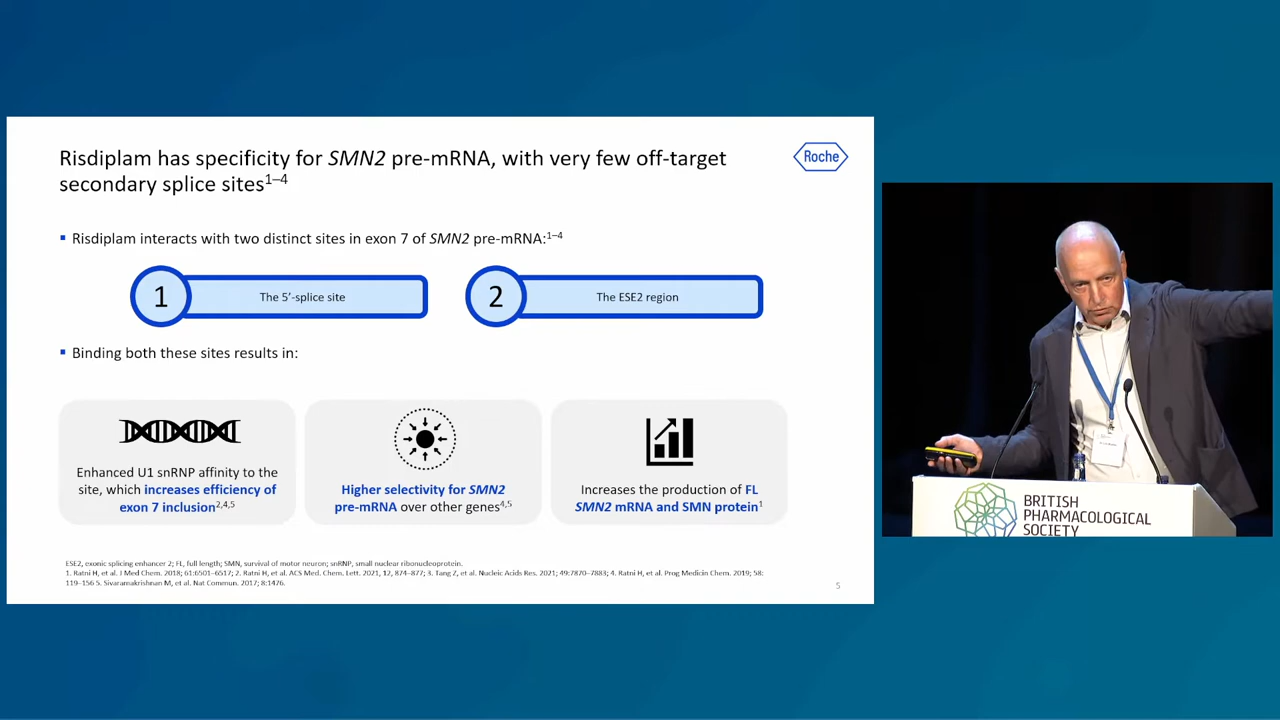 Risdiplam has specificity for SMN2 pre-mRNA, with very few off-target
secondary splice sites1–4
Roche
▪ Risdiplam interacts with two distinct sites in exon 7 of SMN2 pre-mRNA:1–4
1
The 5’-splice site
2
The ESE2 region
▪ Binding both these sites results in:
Enhanced U1 snRNP affinity to the
site, which increases efficiency of
exon 7 inclusion2,4,5
Higher selectivity for SMN2
pre-mRNA over other genes4,5
Increases the production of FL
SMN2 mRNA and SMN protein1
ESE2, exonic splicing enhancer 2; FL, full length; SMN, survival of motor neuron; snRNP, small nuclear ribonucleoprotein.
1. Ratni H, et al. J Med Chem. 2018; 61:6501–6517; 2. Ratni H, et al. ACS Med. Chem. Lett. 2021, 12, 874–877; 3. Tang Z, et al. Nucleic Acids Res. 2021; 49:7870–7883; 4. Ratni H, et al. Prog Medicin Chem. 2019; 58:
119–156 5. Sivaramakrishnan M, et al. Nat Commun. 2017; 8:1476.
5
BRITISH
PHARMACOLOGICAL
SOCIETY